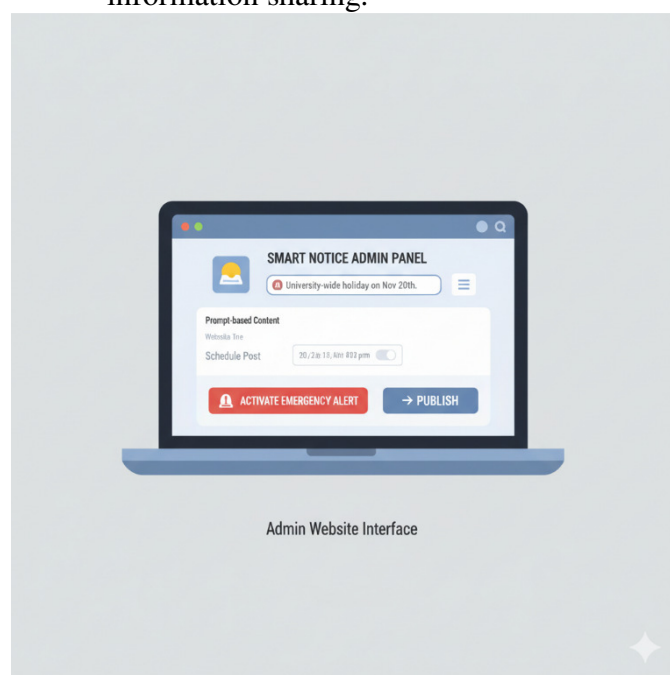 information sharing.
SMART NOTICE ADMIN PANEL
University-wide holiday on Nov 20th.
Prompt-based Content
Schedule Post
ACTIVATE EMERGENCY ALERT
→ PUBLISH
Admin Website Interface